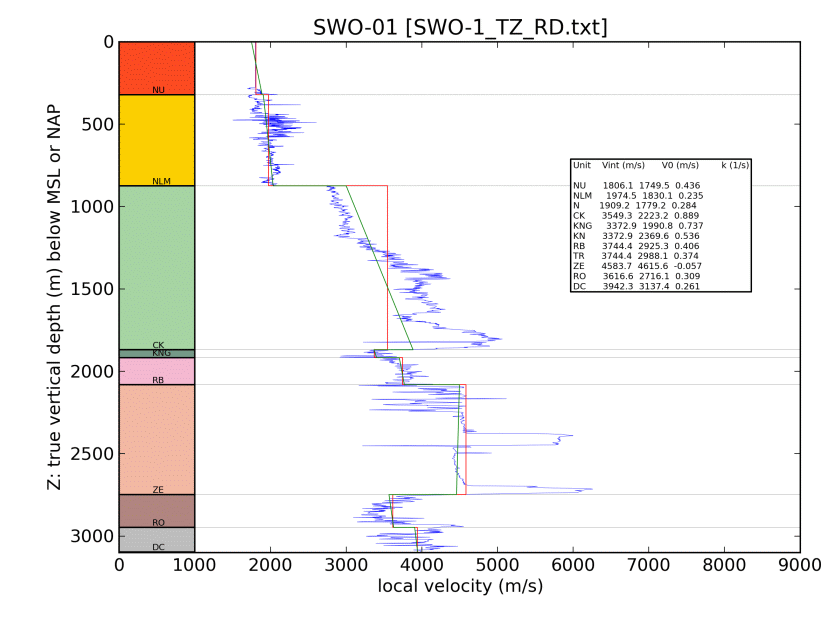 SWO-01 [SWO-1_TZ_RD.txt]
Z: true vertical depth (m) below MSL or NAP
0
500
1000
1500
2000
2500
3000
NU
NLM
CK
KNG
RB
ZE
RO
DC
Unit Vint (m/s) V0 (m/s) k (1/s)
NU 1806.1 1749.5 0.436
NLM 1974.5 1830.1 0.235
N 1909.2 1779.2 0.284
CK 3549.3 2223.2 0.889
KNG 3372.9 1990.8 0.737
KN 3372.9 2369.6 0.536
RB 3744.4 2925.3 0.406
TR 3744.4 2988.1 0.374
ZE 4583.7 4615.6 -0.057
RO 3616.6 2716.1 0.309
DC 3942.3 3137.4 0.261
0 1000 2000 3000 4000 5000 6000 7000 8000 9000
local velocity (m/s)